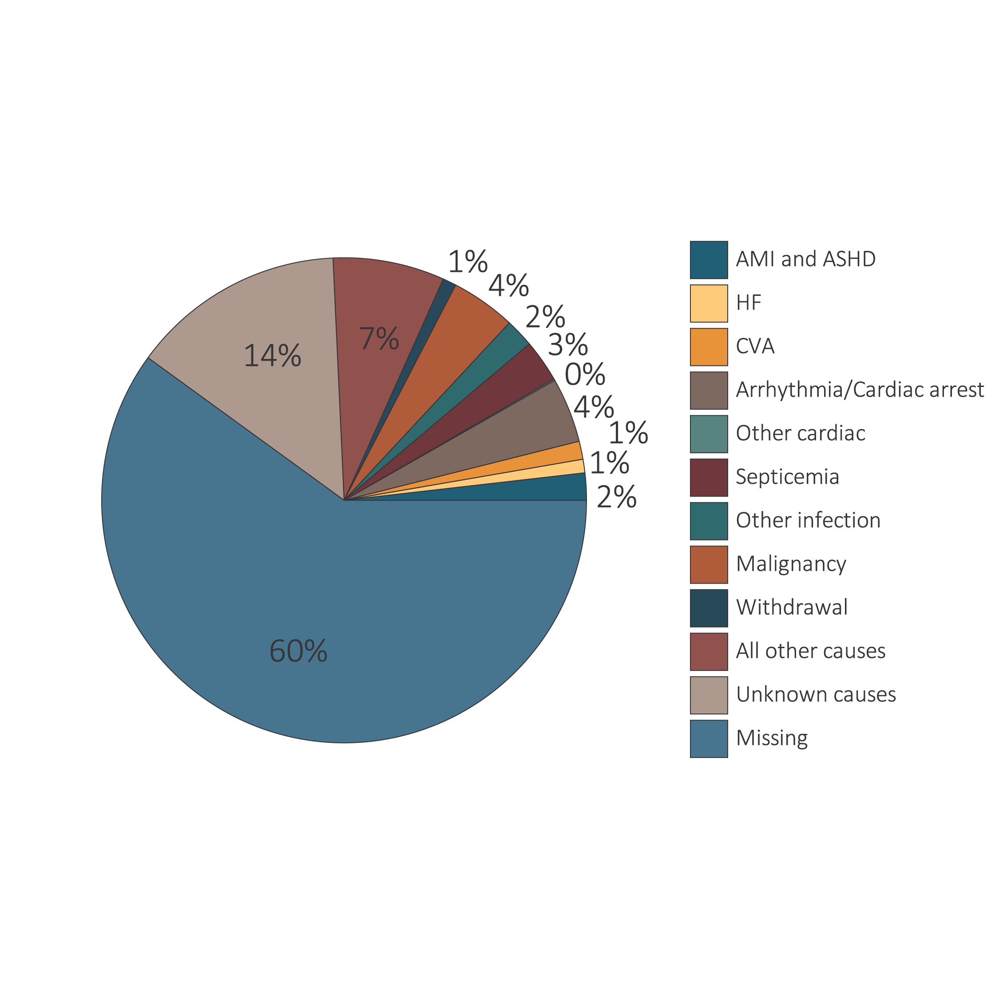 1%
4%
2%
3%
0%
4%
1%
1%
2%
7%
14%
60%
AMI and ASHD
HF
CVA
Arrhythmia/Cardiac arrest
Other cardiac
Septicemia
Other infection
Malignancy
Withdrawal
All other causes
Unknown causes
Missing